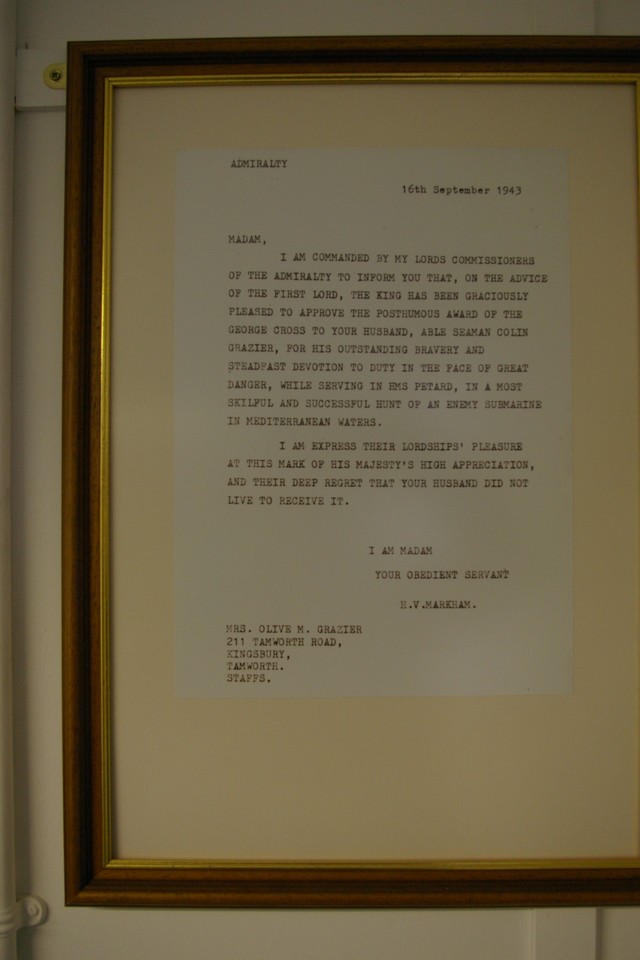 ADMIRALTY
16th September 1943
MADAM,
I AM COMMANDED BY MY LORDS COMMISSIONERS
OF THE ADMIRALTY TO INFORM YOU THAT, ON THE ADVICE
OF THE FIRST LORD, THE KING HAS BEEN GRACIOUSLY
PLEASED TO APPROVE THE POSTHUMOUS AWARD OF THE
GEORGE CROSS TO YOUR HUSBAND, ABLE SEAMAN COLIN
GRAZIER, FOR HIS OUTSTANDING BRAVERY AND
STEADFAST DEVOTION TO DUTY IN THE FACE OF GREAT
DANGER, WHILE SERVING IN HMS PETARD, IN A MOST
SKILFUL AND SUCCESSFUL HUNT OF AN ENEMY SUBMARINE
IN MEDITERRANEAN WATERS.
I AM EXPRESS THEIR LORDSHIPS' PLEASURE
AT THIS MARK OF HIS MAJESTY'S HIGH APPRECIATION,
AND THEIR DEEP REGRET THAT YOUR HUSBAND DID NOT
LIVE TO RECEIVE IT.
I AM MADAM
YOUR OBEDIENT SERVANT
H.V.MARKHAM.
MRS. OLIVE M. GRAZIER
211 TAMWORTH ROAD,
KINGSBURY,
TAMWORTH.
STAFFS.